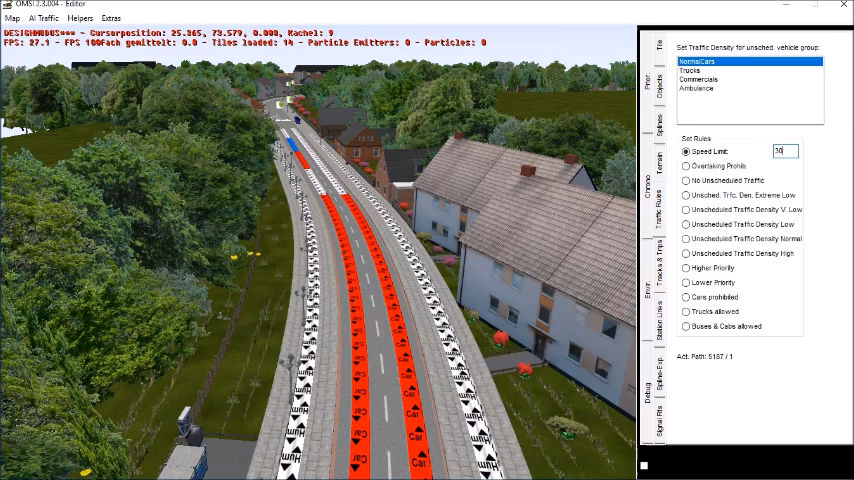 OMSI 2.3.004 - Editor
Map AI Traffic Helpers Extras
DESIGNMODUS*** - Cursorposition: 25.365, 73.579, 0.000, Kachel: 9
FPS: 27.1 - FPS 100Fach gemittelt: 0.0 - Tiles loaded: 14 - Particle Emitters: 0 - Particles: 0
Tile
Objects
Splines
Terrain
Traffic Rules
Tracks & Trips
Station Links
Spline-Exp.
Signal Rts
Prior.
Chrono
Envir.
Debug
Set Traffic Density for unsched. vehicle group:
NormalCars
Trucks
Commercials
Ambulance
Set Rules
Speed Limit: 30
Overtaking Prohib.
No Unscheduled Traffic
Unsched. Trfc. Den. Extreme Low
Unscheduled Traffic Density V. Low
Unscheduled Traffic Density Low
Unscheduled Traffic Density Normal
Unscheduled Traffic Density High
Higher Priority
Lower Priority
Cars prohibited
Trucks allowed
Buses & Cabs allowed
Act. Path: 5187 / 1
Hum
Car
Car
Hum